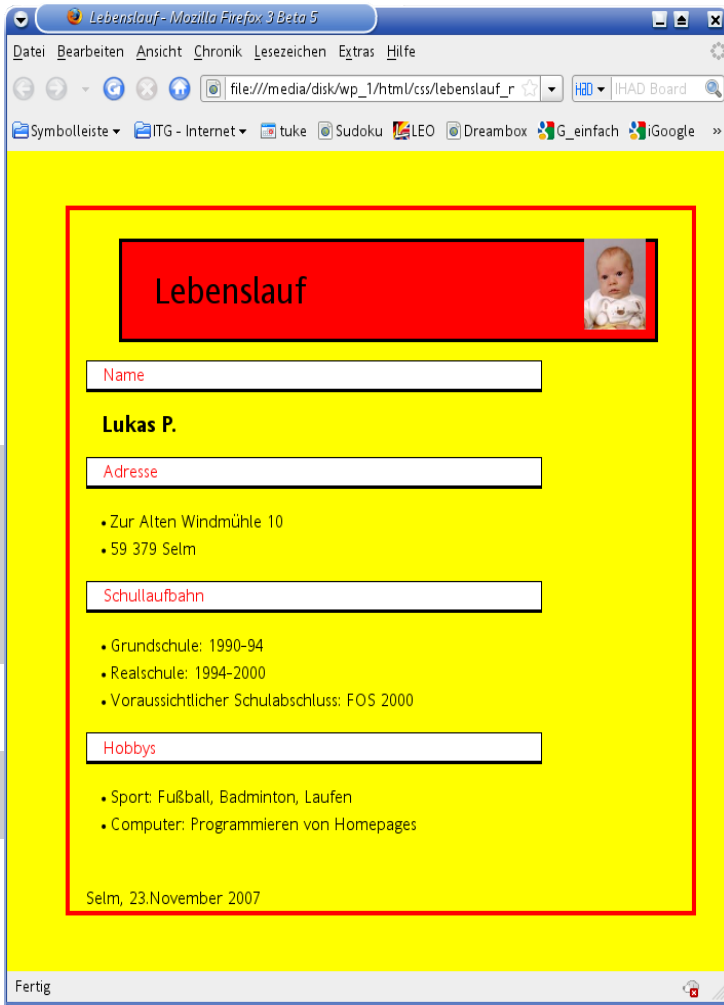 Lebenslauf - Mozilla Firefox 3 Beta 5
Datei Bearbeiten Ansicht Chronik Lesezeichen Extras Hilfe
file:///media/disk/wp_1/html/css/lebenslauf_r HAD IHAD Board
Symbolleiste ITG - Internet tuke Sudoku LEO Dreambox G_einfach iGoogle »
Lebenslauf
Name
Lukas P.
Adresse
• Zur Alten Windmühle 10
• 59 379 Selm
Schullaufbahn
• Grundschule: 1990-94
• Realschule: 1994-2000
• Voraussichtlicher Schulabschluss: FOS 2000
Hobbys
• Sport: Fußball, Badminton, Laufen
• Computer: Programmieren von Homepages
Selm, 23.November 2007
Fertig